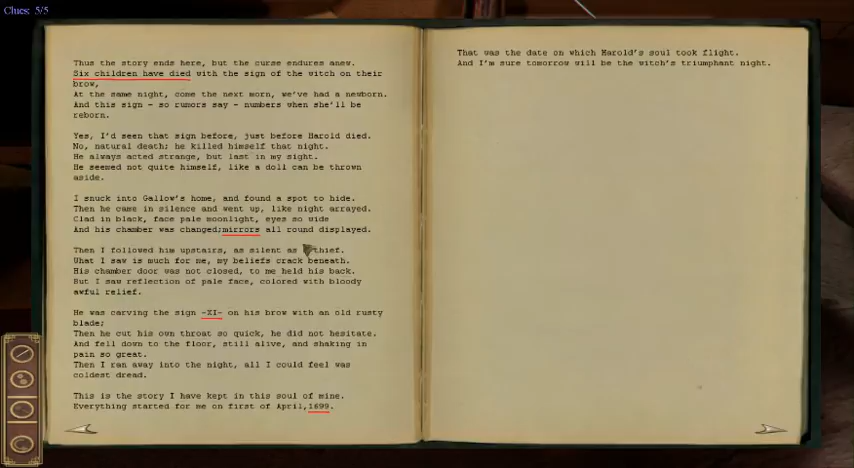 Clues: 5/5
Thus the story ends here, but the curse endures anew.
Six children have died with the sign of the witch on their
brow,
At the same night, come the next morn, we've had a newborn.
And this sign - so rumors say - numbers when she'll be
reborn.
Yes, I'd seen that sign before, just before Harold died.
No, natural death; he killed himself that night.
He always acted strange, but last in my sight.
He seemed not quite himself, like a doll can be thrown
aside.
I snuck into Gallow's home, and found a spot to hide.
Then he came in silence and went up, like night arrayed.
Clad in black, face pale moonlight, eyes so wide
And his chamber was changed;mirrors all round displayed.
Then I followed him upstairs, as silent as thief.
What I saw is much for me, my beliefs crack beneath.
His chamber door was not closed, to me held his back.
But I saw reflection of pale face, colored with bloody
awful relief.
He was carving the sign -XI- on his brow with an old rusty
blade;
Then he cut his own throat so quick, he did not hesitate.
And fell down to the floor, still alive, and shaking in
pain so great.
Then I ran away into the night, all I could feel was
coldest dread.
This is the story I have kept in this soul of mine.
Everything started for me on first of April,1699.
That was the date on which Harold's soul took flight.
And I'm sure tomorrow will be the witch's triumphant night.